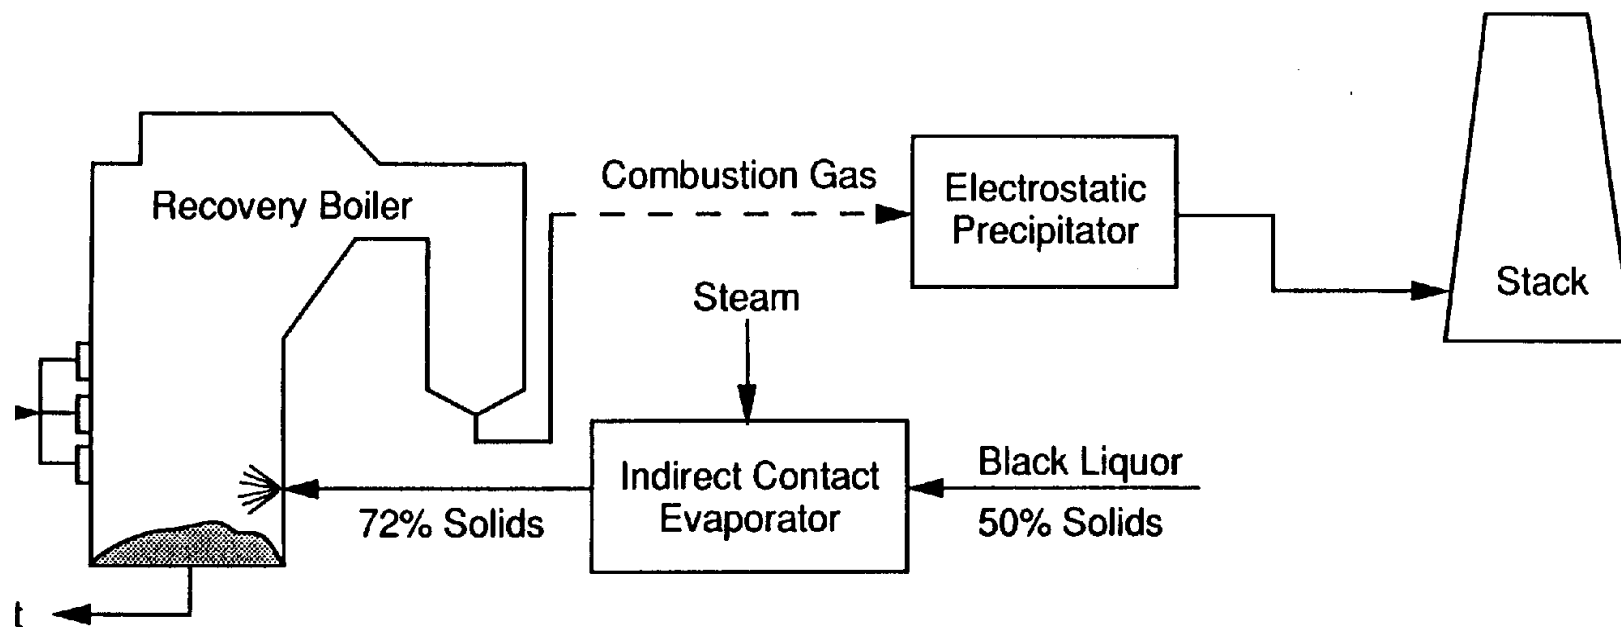 Recovery Boiler
Combustion Gas
Electrostatic
Precipitator
Stack
Steam
Indirect Contact
Evaporator
Black Liquor
50% Solids
72% Solids
t